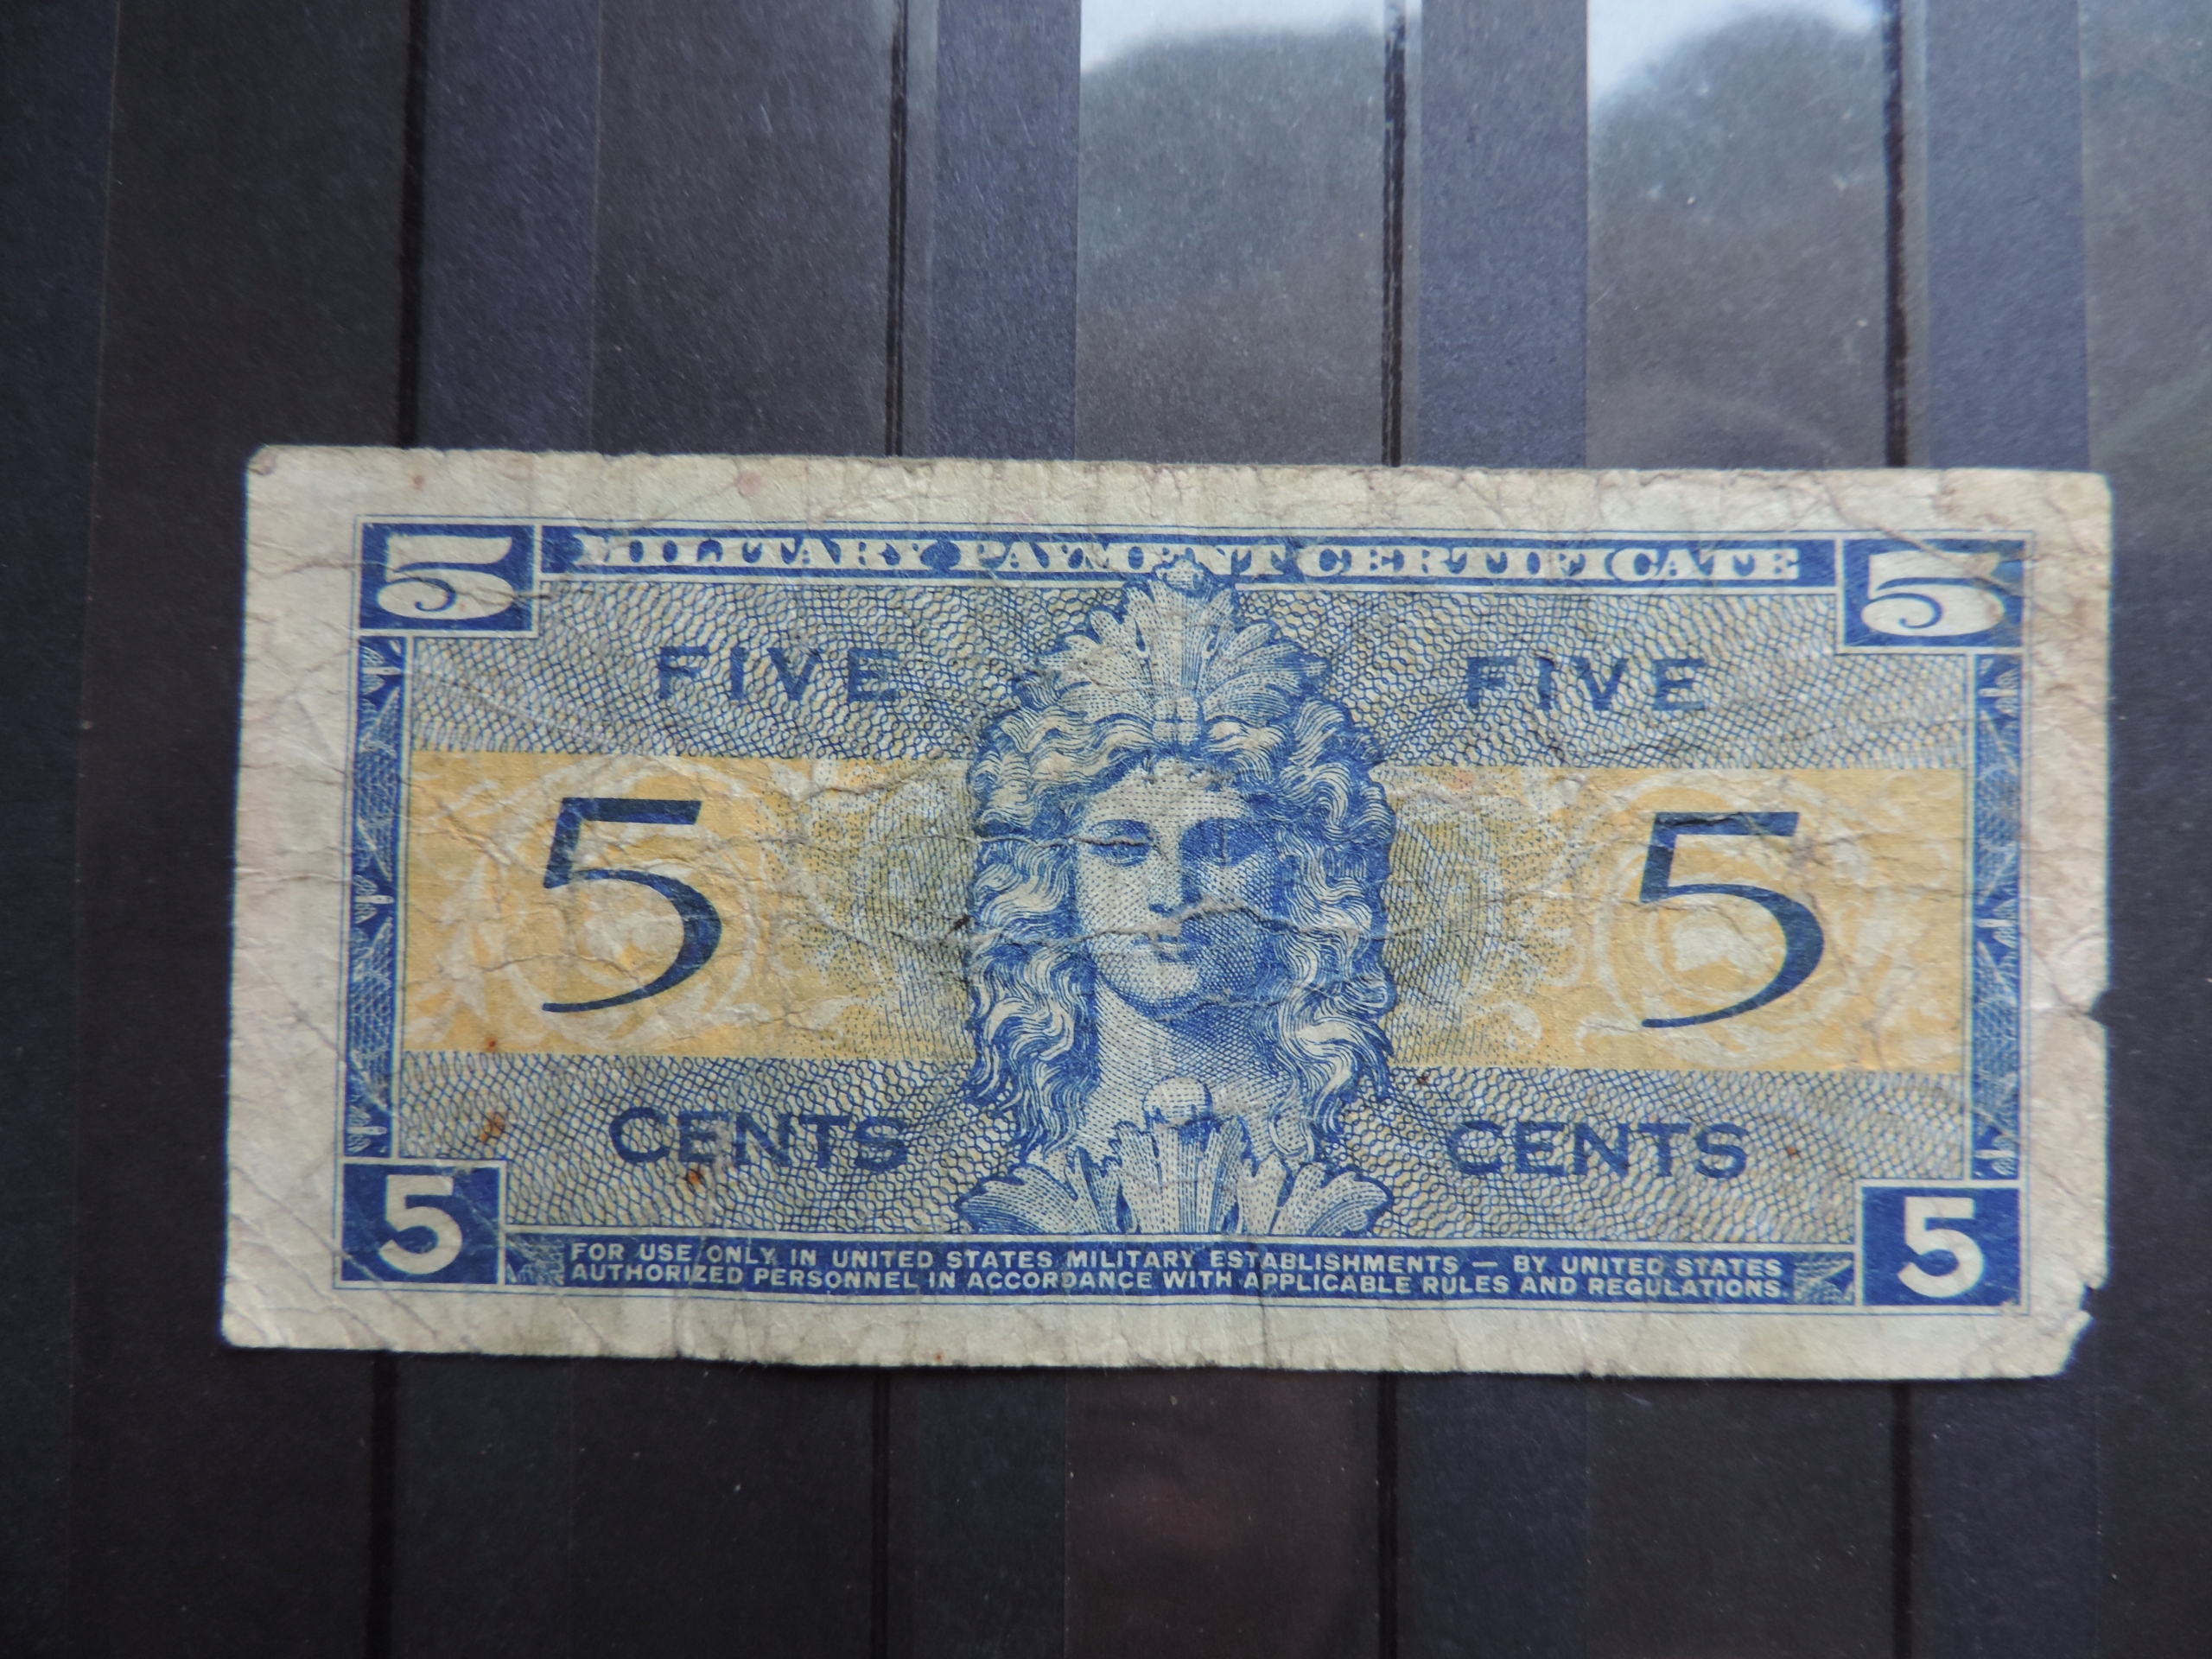 5 MILITARY PAYMENT CERTIFICATE 5
FIVE FIVE
5 5
CENTS CENTS
5 FOR USE ONLY IN UNITED STATES MILITARY ESTABLISHMENTS — BY UNITED STATES 5
AUTHORIZED PERSONNEL IN ACCORDANCE WITH APPLICABLE RULES AND REGULATIONS.